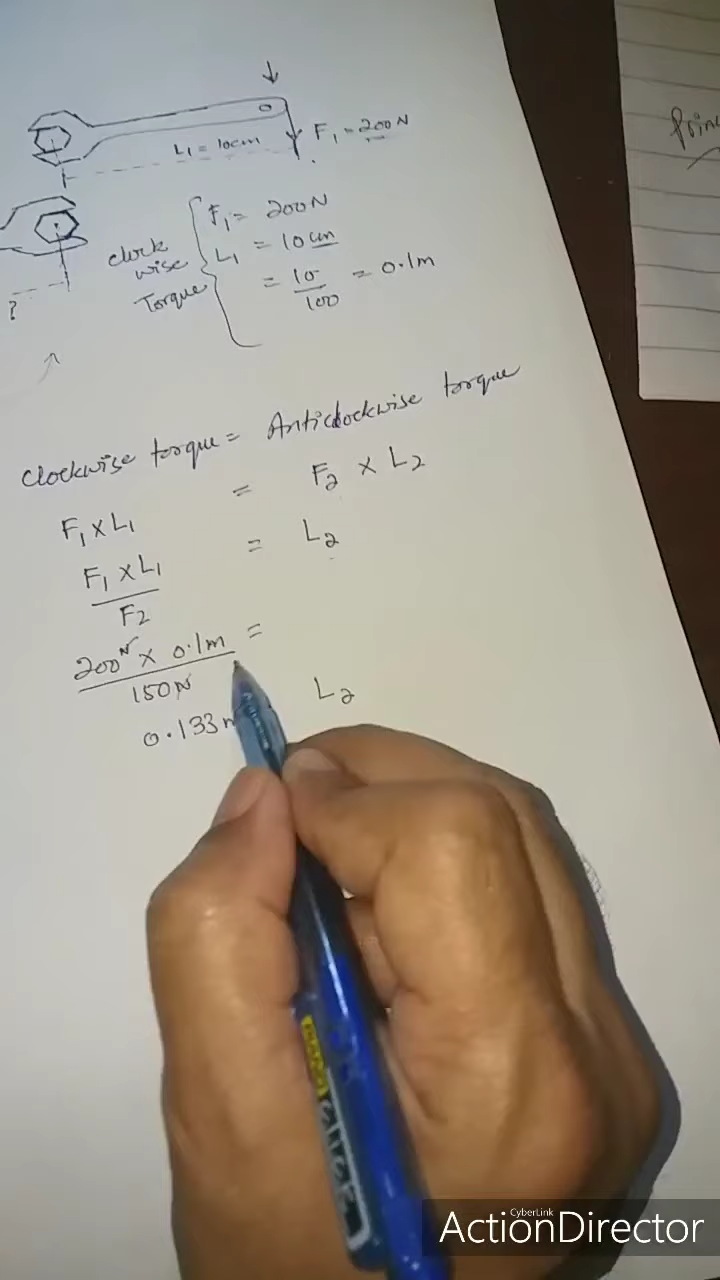 ↓
L₁ = 10cm F₁ = 200N
F₁ = 200N
clock wise Torque
L₁ = 10cm
= 10/100 = 0.1m
?
Clockwise torque = Anticlockwise torque
F₁ × L₁ = F₂ × L₂
F₁ × L₁ / F₂ = L₂
200N × 0.1m / 150N =
0.133 L₂
CyberLink
ActionDirector